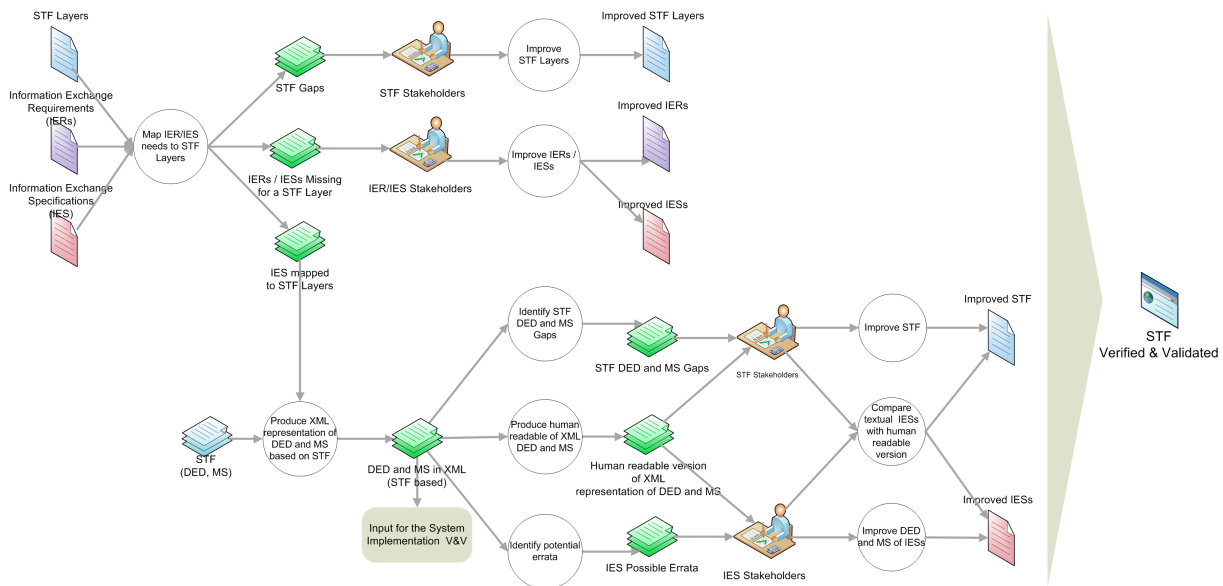 STF Layers
Information Exchange
Requirements
(IERs)
Information Exchange
Specifications
(IES)
Map IER/IES
needs to STF
Layers
STF Gaps
IERs / IESs Missing
for a STF Layer
IES mapped
to STF Layers
STF Stakeholders
IER/IES Stakeholders
Improve
STF Layers
Improve IERs /
IESs
Improved STF Layers
Improved IERs
Improved IESs
STF
(DED, MS)
Produce XML
representation of
DED and MS
based on STF
DED and MS in XML
(STF based)
Input for the System
Implementation V&V
Identify STF
DED and MS
Gaps
Produce human
readable of XML
DED and MS
Identify potential
errata
STF DED and MS Gaps
Human readable version
of XML
representation of DED and MS
IES Possible Errata
STF Stakeholders
IES Stakeholders
Improve STF
Compare
textual IESs
with human
readable
version
Improve DED
and MS of IESs
Improved STF
Improved IESs
STF
Verified & Validated